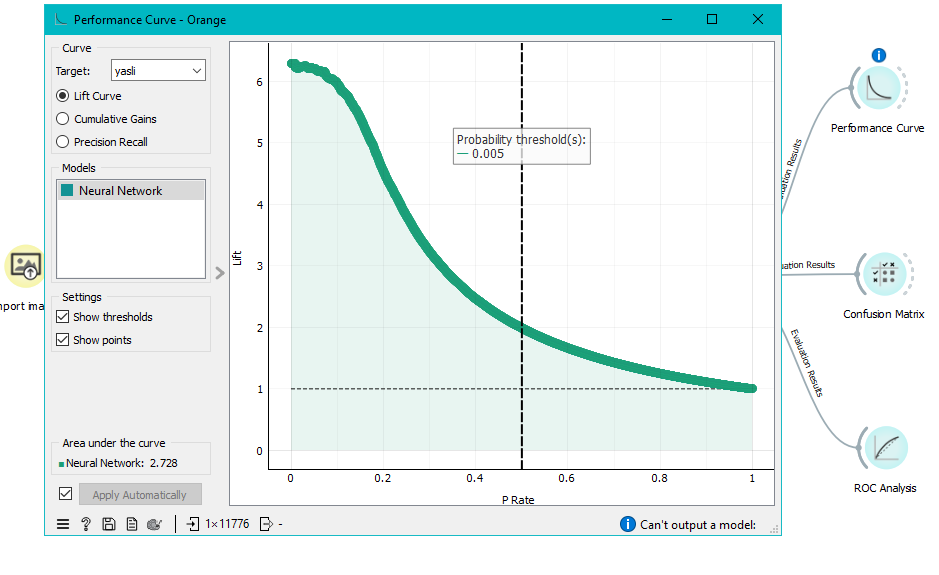 Performance Curve - Orange
Curve
Target: yasli
Lift Curve
Cumulative Gains
Precision Recall
Models
Neural Network
Settings
Show thresholds
Show points
Area under the curve
Neural Network: 2.728
Apply Automatically
1×11776
-
Can't output a model:
Lift
6
5
4
3
2
1
0
Probability threshold(s):
— 0.005
0 0.2 0.4 0.6 0.8 1
P Rate
Performance Curve
Results
ation Results
Confusion Matrix
Evaluation Results
ROC Analysis